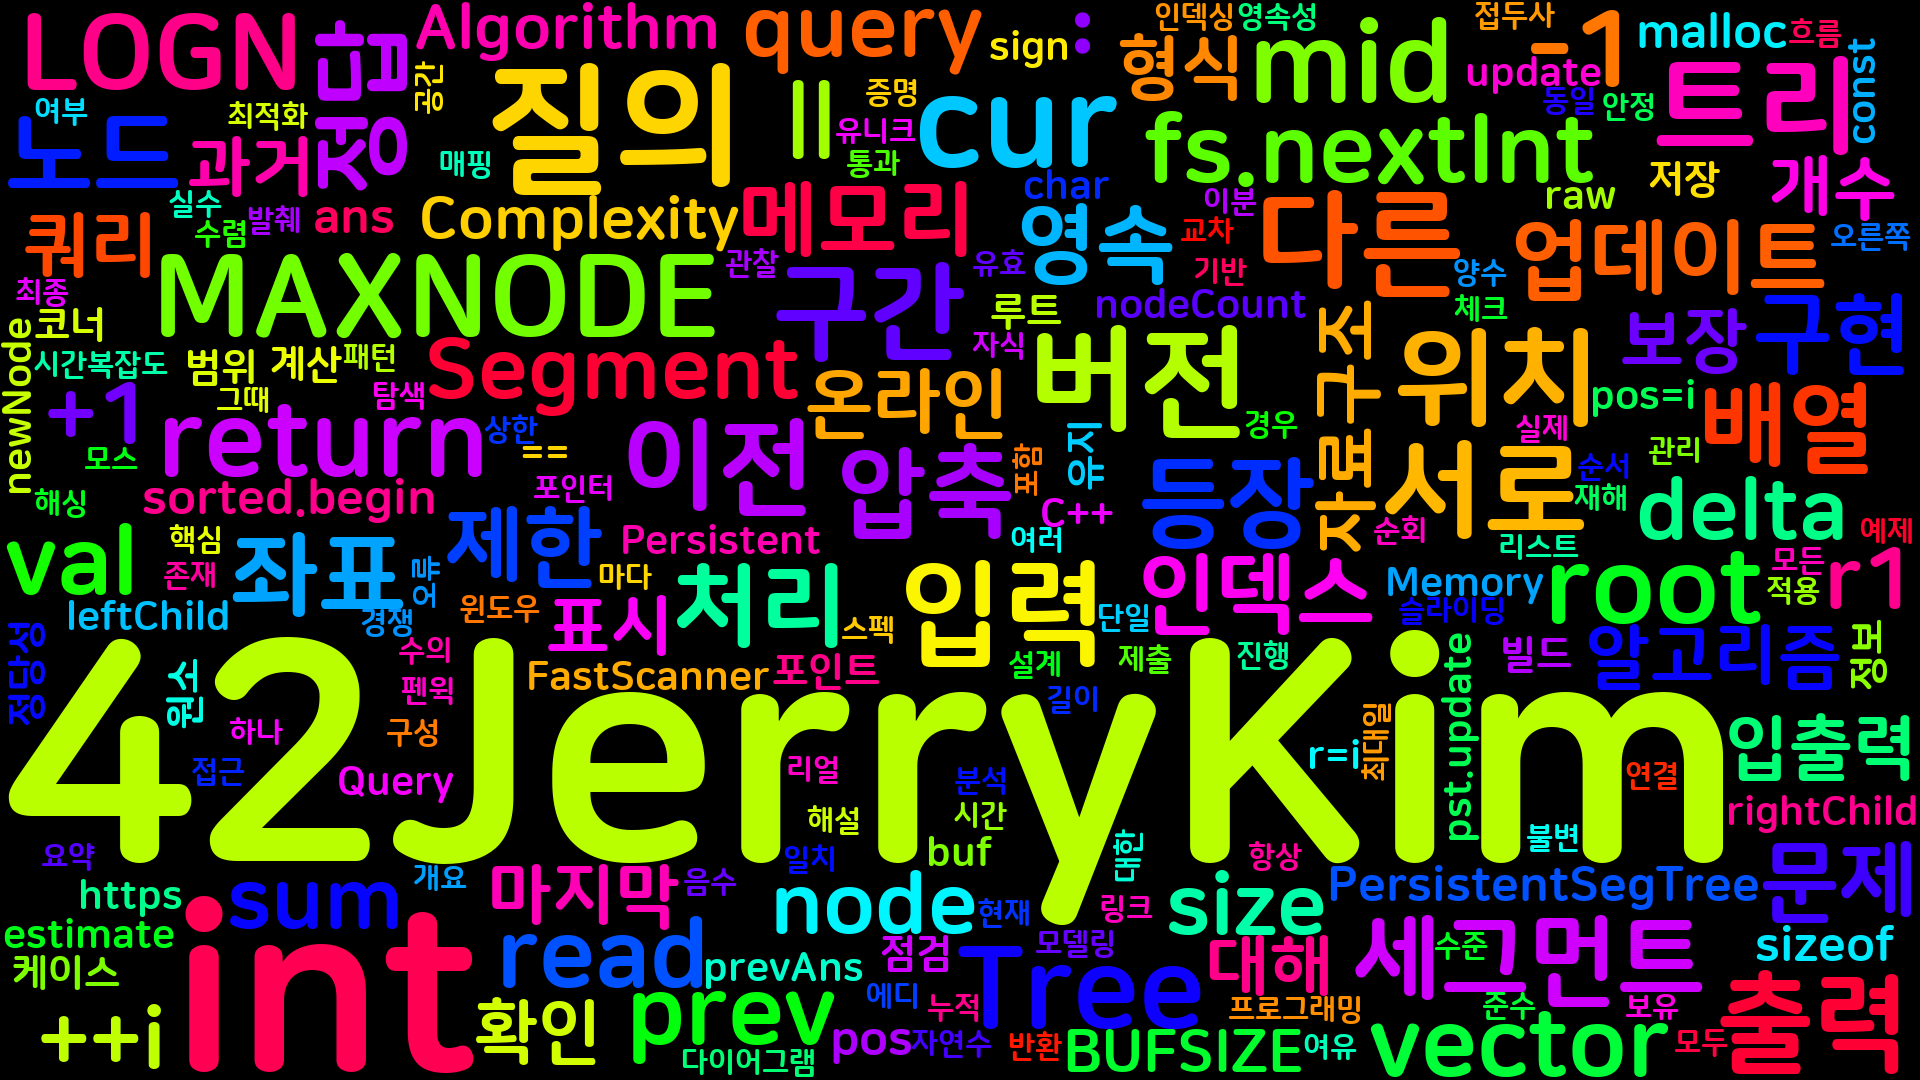 LOGN
정답
Algorithm
query
sign
:
인덱싱
영속성
접두사
-1
malloc
흐름
공간
질의
ll
증명
형식
mid
update
트리
const
여부
최적화
유니크
cur
fs.nextInt
동일
안정
노드
과거
매핑
통과
char
이분
raw
저장
개수
실수
발췌
ans
Complexity
메모리
영속
교차
다른
업데이트
오른쪽
쿼리
수렴
관찰
유효
기반
양수
최종
MAXNODE
구간
루트
nodeCount
체크
보장
구현
코너
newNode
시간복잡도
범위
계산
패턴
Segment
자식
버전
자료구조
위치
그때
탐색
온라인
pos=i
배열
+1
return
상한
==
이전
압축
유지
경우
실제
관리
모스
포인터
포함
등장
서로
순서
해싱
sorted.begin
제한
Persistent
C++
여러
순회
재해
리스트
delta
예제
val
핵심
존재
좌표
오류
마다
처리
입력
인덱스
Memory
root
모든
적용
r1
leftChild
경쟁
윈도우
표시
스펙
단일
슬라이딩
정당성
수의
설계
제출
진행
pst.update
빌드
알고리즘
정보
원소
펜윅
FastScanner
포인트
길이
42JerryKim
하나
구성
r=i
최대일
입출력
접근
Query
리얼
분석
연결
해설
시간
rightChild
요약
일치
buf
대한
항상
불변
https
개요
마지막
음수
node
현재
링크
size
PersistentSegTree
문제
estimate
sum
int
read
점검
모델링
대해
세그먼트
수준
sizeof
케이스
prevAns
Tree
에디
누적
프로그래밍
준수
보유
출력
++i
확인
prev
다이어그램
pos
자연수
반환
BUFSIZE
여유
vector
모두